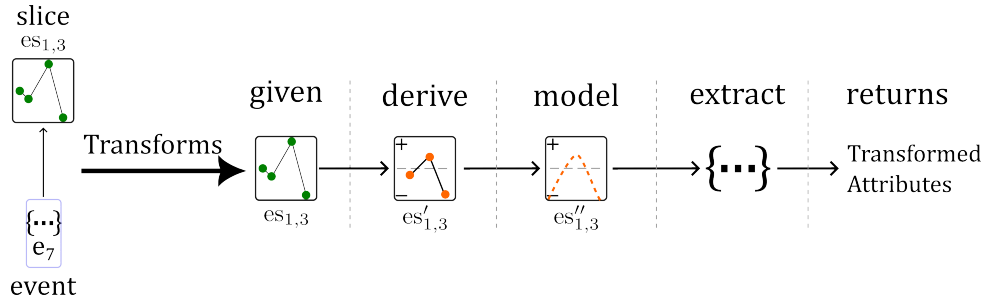 slice
es₁,₃
{···}
e₇
event
Transforms
given
es₁,₃
derive
+
−
es′₁,₃
model
+
−
es″₁,₃
extract
{···}
returns
Transformed
Attributes